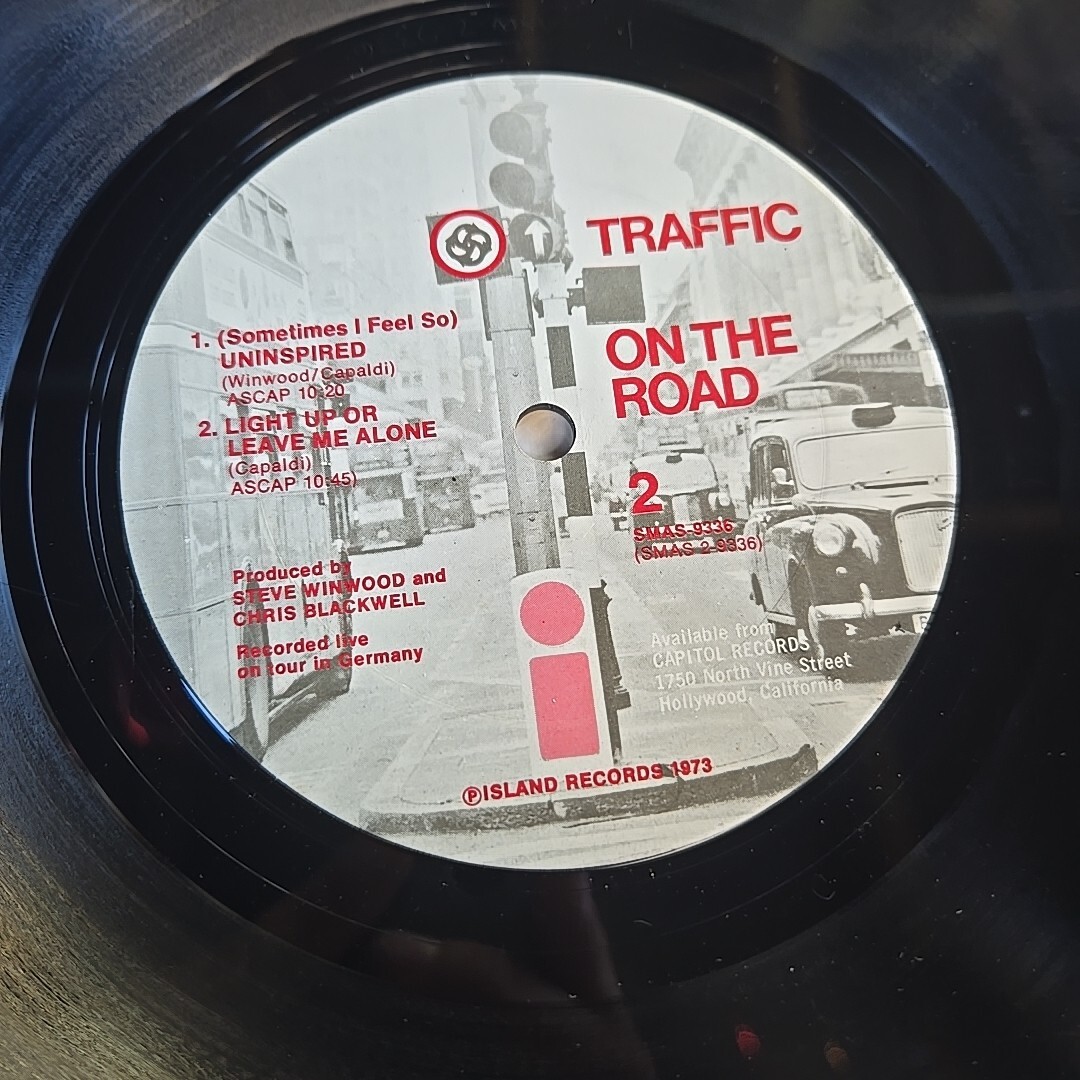 TRAFFIC
ON THE
ROAD
1. (Sometimes I Feel So)
UNINSPIRED
(Winwood/Capaldi)
ASCAP 10:20
2. LIGHT UP OR
LEAVE ME ALONE
(Capaldi)
ASCAP 10:45)
2
SMAS-9336
(SMAS 2-9336)
Produced by
STEVE WINWOOD and
CHRIS BLACKWELL
Recorded live
on tour in Germany
Available from
CAPITOL RECORDS
1750 North Vine Street
Hollywood, California
ⓅISLAND RECORDS 1973